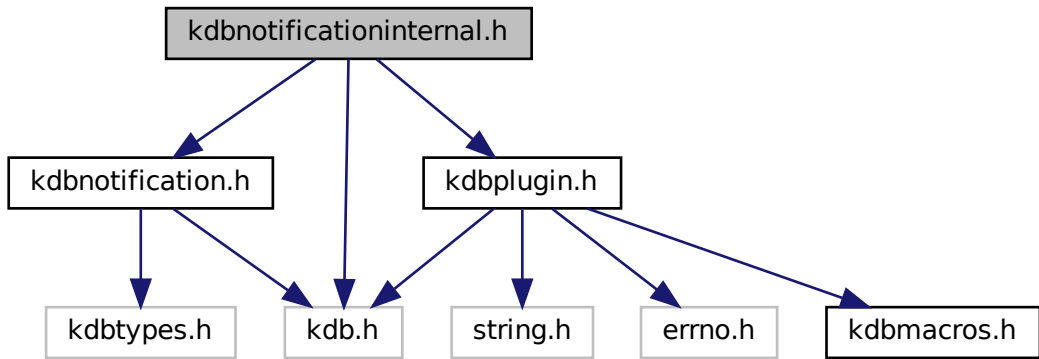 kdbnotificationinternal.h
kdbnotification.h
kdbplugin.h
kdbtypes.h
kdb.h
string.h
errno.h
kdbmacros.h